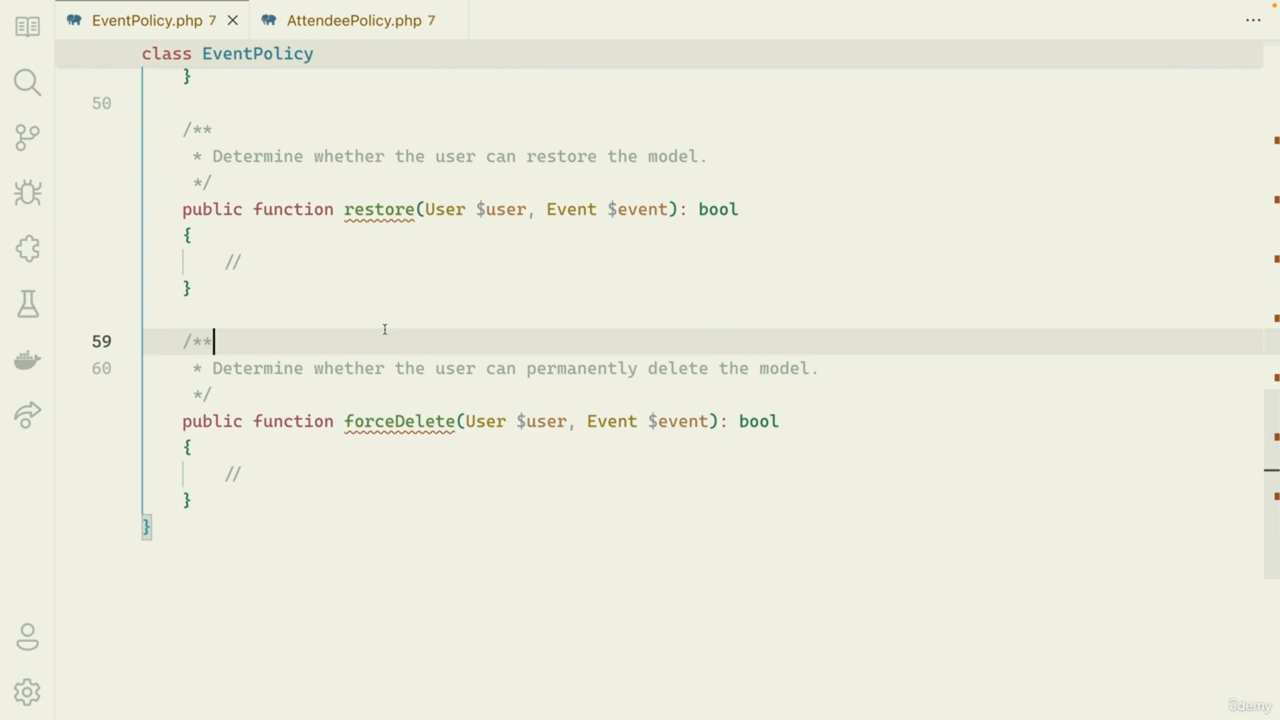 EventPolicy.php 7
AttendeePolicy.php 7
class EventPolicy
}
50
/**
* Determine whether the user can restore the model.
*/
public function restore(User $user, Event $event): bool
{
//
}
59 /**
60 * Determine whether the user can permanently delete the model.
*/
public function forceDelete(User $user, Event $event): bool
{
//
}
}
ûdemy